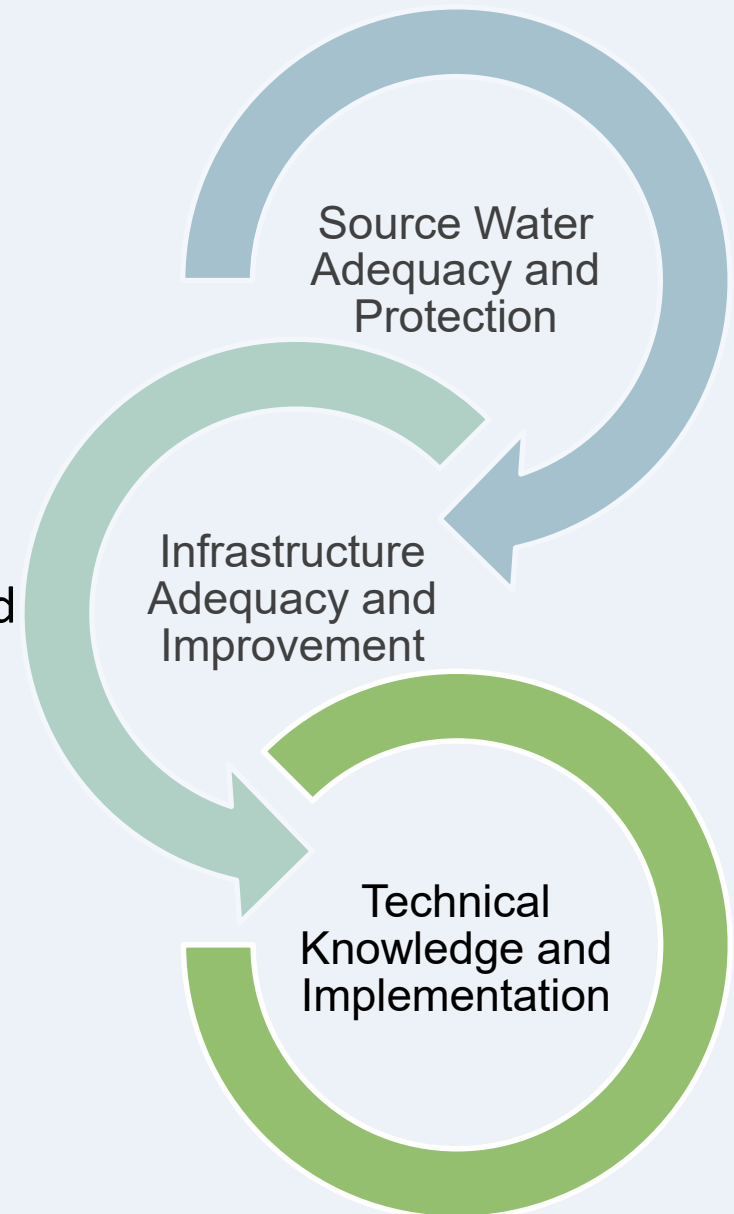 Source Water
Adequacy and
Protection
Infrastructure
Adequacy and
Improvement
Technical
Knowledge and
Implementation